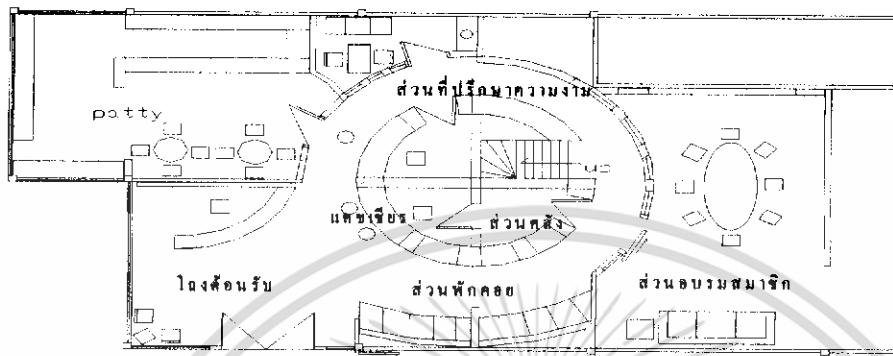 ส่วนที่ปรึกษาความงาม
patty
up
แคชเชียร
ส่วนคลัง
โถงต้อนรับ
ส่วนพักคอย
ส่วนอบรมสมาชิก